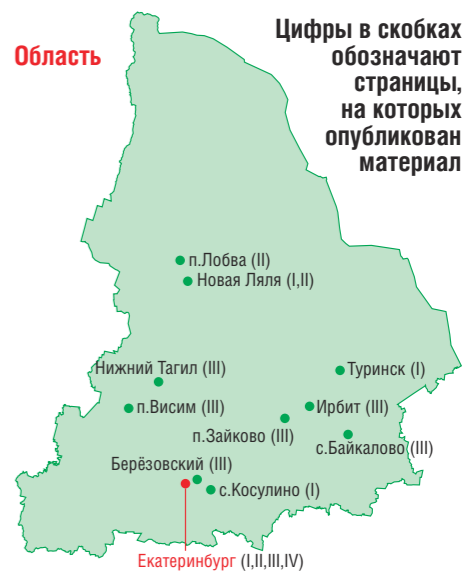 Область
Цифры в скобках
обозначают
страницы,
на которых
опубликован
материал
п.Лобва (II)
Новая Ляля (I,II)
Нижний Тагил (III)
Туринск (I)
п.Висим (III)
Ирбит (III)
п.Зайково (III)
с.Байкалово (III)
Берёзовский (III)
с.Косулино (I)
Екатеринбург (I,II,III,IV)